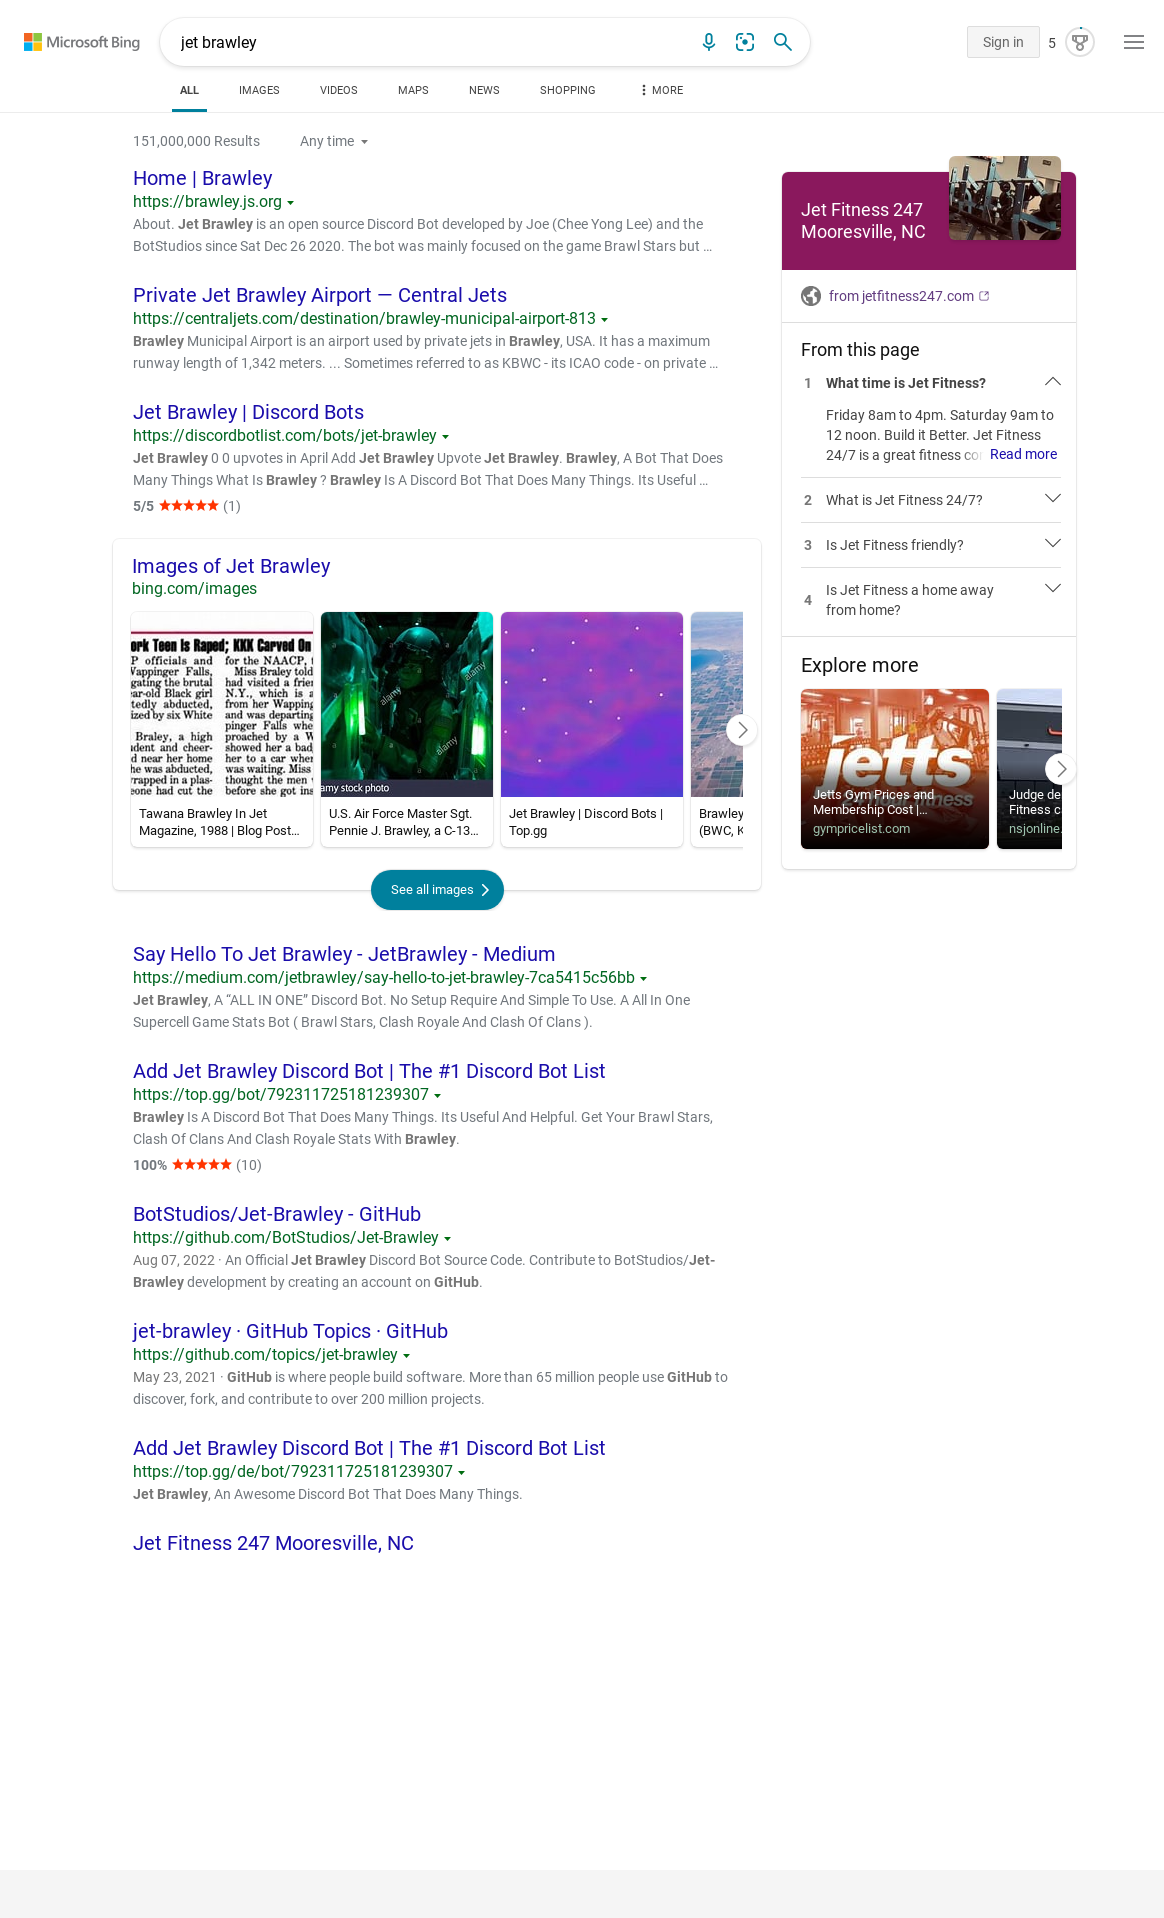 Microsoft Bing
jet brawley
Sign in
5
ALL
IMAGES
VIDEOS
MAPS
NEWS
SHOPPING
MORE
151,000,000 Results
Any time
Home | Brawley
https://brawley.js.org
About. Jet Brawley is an open source Discord Bot developed by Joe (Chee Yong Lee) and the
BotStudios since Sat Dec 26 2020. The bot was mainly focused on the game Brawl Stars but ...
Private Jet Brawley Airport — Central Jets
https://centraljets.com/destination/brawley-municipal-airport-813
Brawley Municipal Airport is an airport used by private jets in Brawley, USA. It has a maximum
runway length of 1,342 meters. ... Sometimes referred to as KBWC - its ICAO code - on private ...
Jet Brawley | Discord Bots
https://discordbotlist.com/bots/jet-brawley
Jet Brawley 0 0 upvotes in April Add Jet Brawley Upvote Jet Brawley. Brawley, A Bot That Does
Many Things What Is Brawley ? Brawley Is A Discord Bot That Does Many Things. Its Useful ...
5/5 ★★★★★ (1)
Images of Jet Brawley
bing.com/images
ork Teen Is Raped; KKK Carved On
P officials and
Wappinger Falls,
gating the brutal
ar-old Black girl
tedly abducted,
ized by six White
Braley, a high
dent and cheer-
d near her home
he was abducted,
rapped in a plas-
eone had cut the
for the NAACP,
Miss Braley told
had visited a frie
N.Y., which is a
from her Wapping
and was departing
pinger Falls whe
proached by a W
showed her a bad
her to a car wher
was waiting. Miss
thought the men
before she got ins
Tawana Brawley In Jet
Magazine, 1988 | Blog Post...
a
alamy
alamy
amy stock photo
U.S. Air Force Master Sgt.
Pennie J. Brawley, a C-13...
Jet Brawley | Discord Bots |
Top.gg
Brawley
(BWC, K
See all images
Say Hello To Jet Brawley - JetBrawley - Medium
https://medium.com/jetbrawley/say-hello-to-jet-brawley-7ca5415c56bb
Jet Brawley, A “ALL IN ONE” Discord Bot. No Setup Require And Simple To Use. A All In One
Supercell Game Stats Bot ( Brawl Stars, Clash Royale And Clash Of Clans ).
Add Jet Brawley Discord Bot | The #1 Discord Bot List
https://top.gg/bot/792311725181239307
Brawley Is A Discord Bot That Does Many Things. Its Useful And Helpful. Get Your Brawl Stars,
Clash Of Clans And Clash Royale Stats With Brawley.
100% ★★★★★ (10)
BotStudios/Jet-Brawley - GitHub
https://github.com/BotStudios/Jet-Brawley
Aug 07, 2022 · An Official Jet Brawley Discord Bot Source Code. Contribute to BotStudios/Jet-
Brawley development by creating an account on GitHub.
jet-brawley · GitHub Topics · GitHub
https://github.com/topics/jet-brawley
May 23, 2021 · GitHub is where people build software. More than 65 million people use GitHub to
discover, fork, and contribute to over 200 million projects.
Add Jet Brawley Discord Bot | The #1 Discord Bot List
https://top.gg/de/bot/792311725181239307
Jet Brawley, An Awesome Discord Bot That Does Many Things.
Jet Fitness 247 Mooresville, NC
Jet Fitness 247
Mooresville, NC
from jetfitness247.com
From this page
1 What time is Jet Fitness?
Friday 8am to 4pm. Saturday 9am to
12 noon. Build it Better. Jet Fitness
24/7 is a great fitness co Read more
2 What is Jet Fitness 24/7?
3 Is Jet Fitness friendly?
4 Is Jet Fitness a home away
from home?
Explore more
jetts
24 hour fitness
Jetts Gym Prices and
Membership Cost |...
gympricelist.com
Judge de
Fitness c
nsjonline.